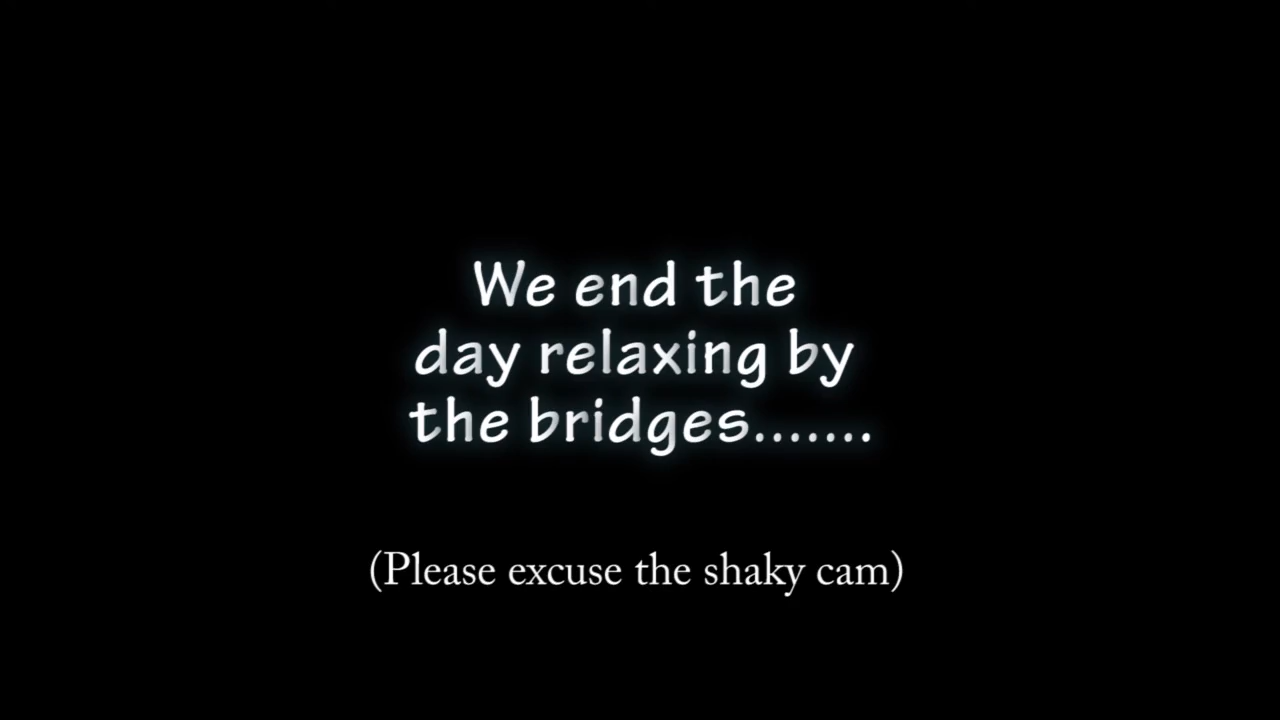 We end the
day relaxing by
the bridges.......
(Please excuse the shaky cam)